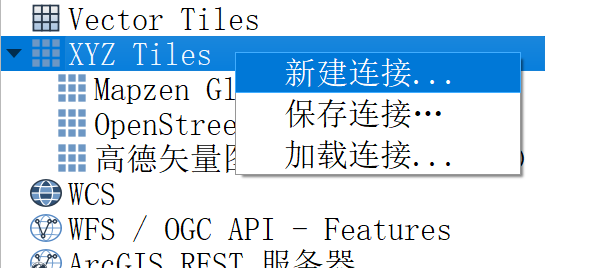 Vector Tiles
XYZ Tiles
新建连接...
Mapzen Gl
保存连接…
OpenStree
加载连接...
高德矢量图
)
WCS
WFS / OGC API - Features
ArcGIS REST 服务器